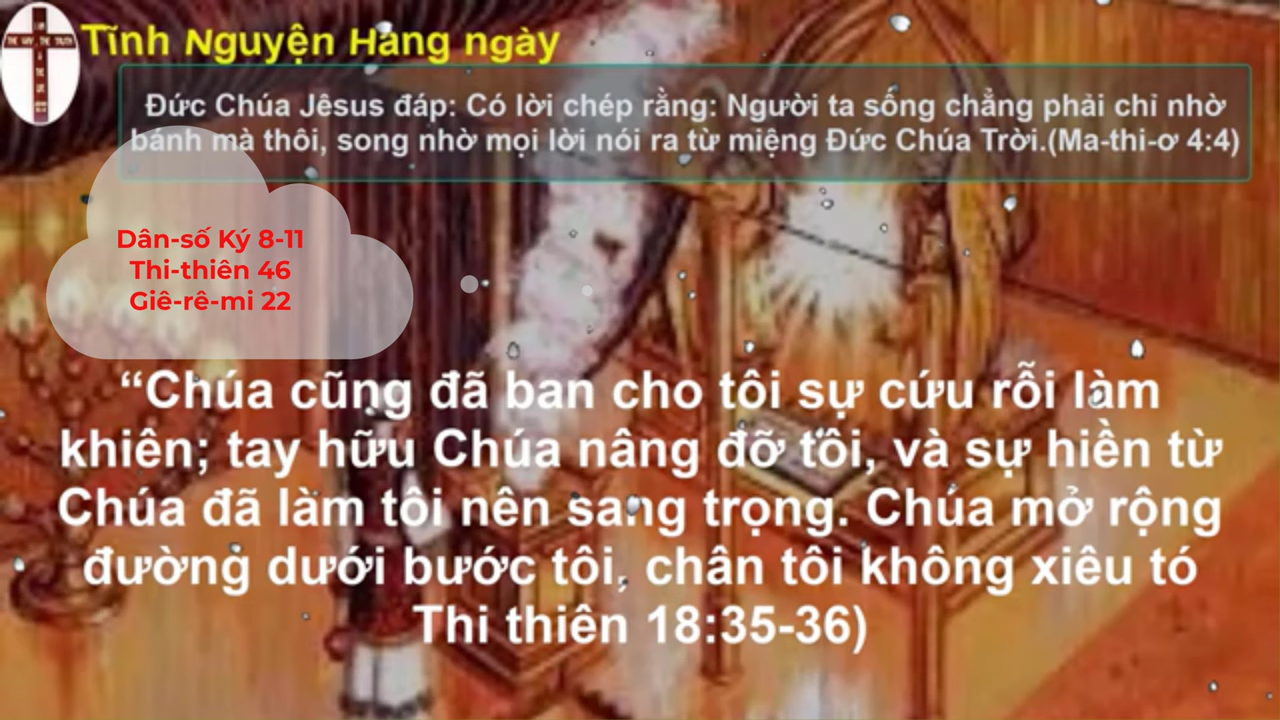 Tĩnh Nguyện Hàng ngày
Đức Chúa Jêsus đáp: Có lời chép rằng: Người ta sống chẳng phải chỉ nhờ
bánh mà thôi, song nhờ mọi lời nói ra từ miệng Đức Chúa Trời.(Ma-thi-ơ 4:4)
Dân-số Ký 8-11
Thi-thiên 46
Giê-rê-mi 22
“Chúa cũng đã ban cho tôi sự cứu rỗi làm
khiên; tay hữu Chúa nâng đỡ tôi, và sự hiền từ
Chúa đã làm tôi nên sang trọng. Chúa mở rộng
đường dưới bước tôi, chân tôi không xiêu tó
Thi thiên 18:35-36)